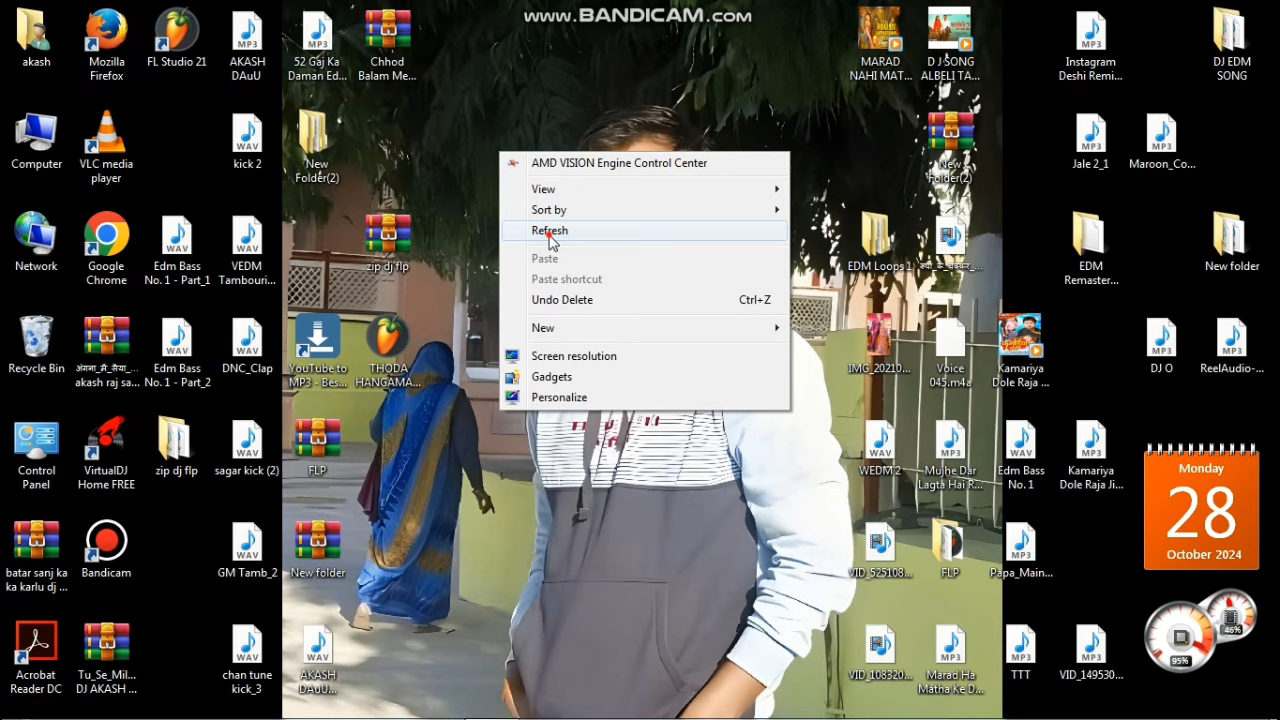 www.BANDICAM.com
akash
Mozilla
Firefox
FL Studio 21
AKASH
DAuU
52 Gaj Ka
Daman Ed...
Chhod
Balam Me...
MARAD
NAHI MAT...
D J SONG
ALBELI TA...
Instagram
Deshi Remi...
DJ EDM
SONG
Computer
VLC media
player
kick 2
New
Folder(2)
New
Folder(2)
Jale 2_1
Maroon_Co...
Network
Google
Chrome
Edm Bass
No. 1 - Part_1
VEDM
Tambouri...
zip dj flp
EDM Loops 1
EDM
Remaster...
New folder
Recycle Bin
akash raj sa...
Edm Bass
No. 1 - Part_2
DNC_Clap
YouTube to
MP3 - Bes...
THODA
HANGAMA...
IMG_20210...
Voice
045.m4a
Kamariya
Dole Raja ...
DJ O
ReelAudio-...
Control
Panel
VirtualDJ
Home FREE
zip dj flp
sagar kick (2)
FLP
WEDM 2
Mujhe Dar
Lagta Hai R...
Edm Bass
No. 1
Kamariya
Dole Raja Ji...
batar sanj ka
ka karlu dj ...
Bandicam
GM Tamb_2
New folder
VID_525108...
FLP
Papa_Main...
Acrobat
Reader DC
Tu_Se_Mil...
DJ AKASH ...
chan tune
kick_3
AKASH
DAuU...
VID_108320...
Marad Ha
Matha Ke D...
TTT
VID_149530...
AMD VISION Engine Control Center
View
Sort by
Refresh
Paste
Paste shortcut
Undo Delete Ctrl+Z
New
Screen resolution
Gadgets
Personalize
Monday
28
October 2024
46%
95%